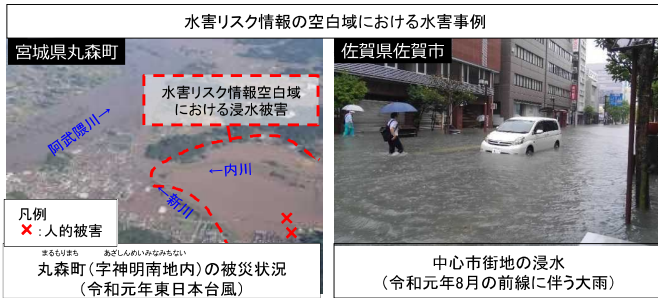 水害リスク情報の空白域における水害事例
宮城県丸森町
水害リスク情報空白域
における浸水被害
阿武隈川→
←内川
←新川
凡例
×:人的被害
まるもりまち あざしんめいみなみちない
丸森町(字神明南地内)の被災状況
(令和元年東日本台風)
佐賀県佐賀市
中心市街地の浸水
(令和元年8月の前線に伴う大雨)